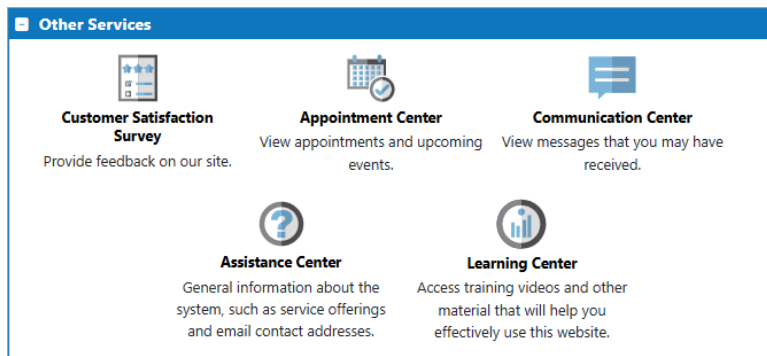 Other Services
Customer Satisfaction
Survey
Provide feedback on our site.
Appointment Center
View appointments and upcoming
events.
Communication Center
View messages that you may have
received.
Assistance Center
General information about the
system, such as service offerings
and email contact addresses.
Learning Center
Access training videos and other
material that will help you
effectively use this website.